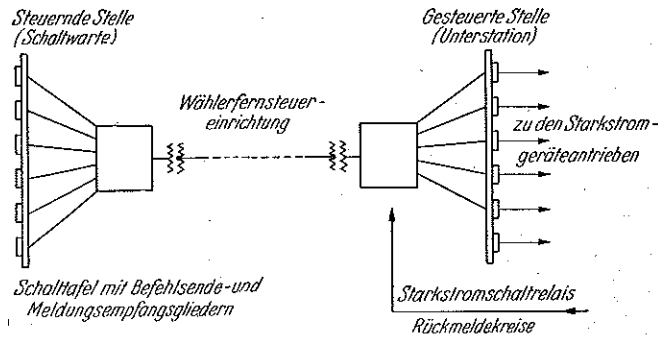 Steuernde Stelle
(Schaltwarte)
Gesteuerte Stelle
(Unterstation)
Wählerfernsteuer-
einrichtung
zu den Starkstrom-
geräteantrieben
Schalttafel mit Befehlsende- und
Meldungsempfangsgliedern
Starkstromschaltrelais
Rückmeldekreise